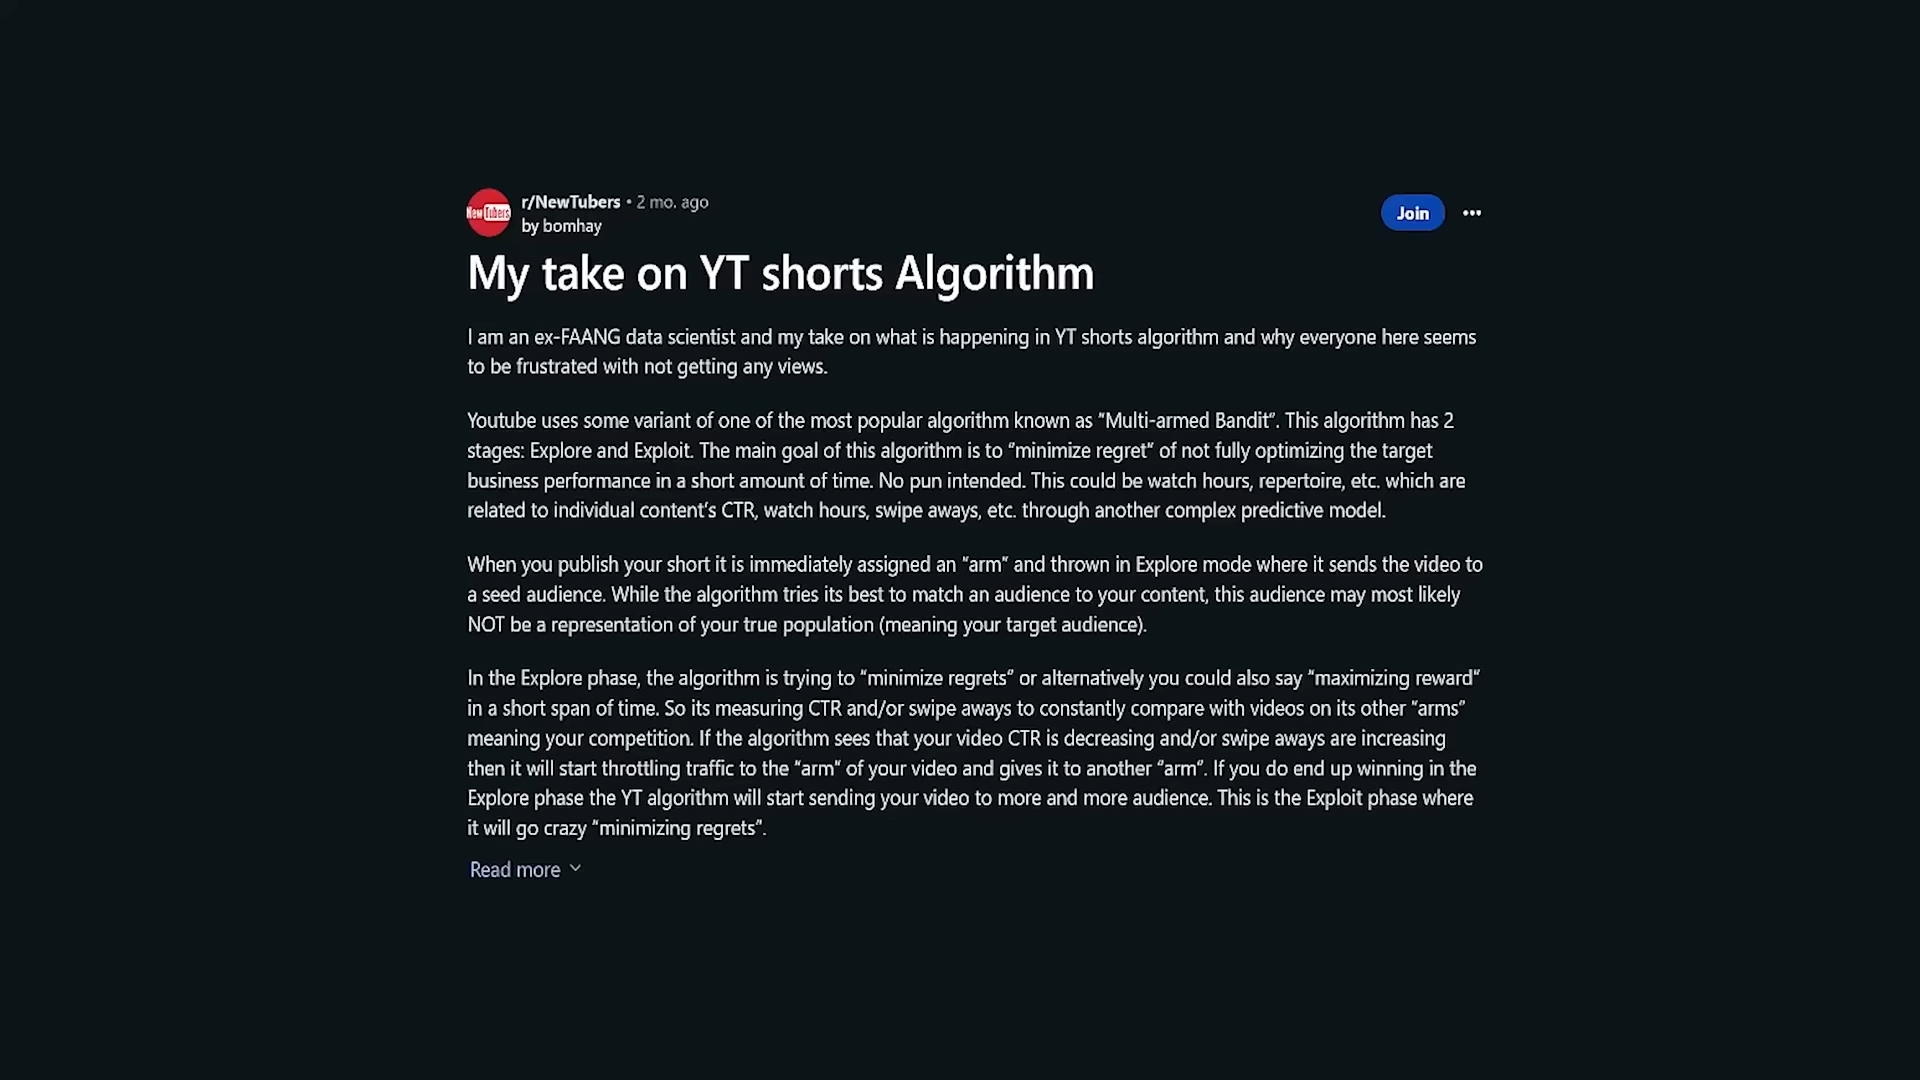 New Tubers
r/NewTubers • 2 mo. ago
by bomhay
Join
My take on YT shorts Algorithm
I am an ex-FAANG data scientist and my take on what is happening in YT shorts algorithm and why everyone here seems
to be frustrated with not getting any views.
Youtube uses some variant of one of the most popular algorithm known as "Multi-armed Bandit". This algorithm has 2
stages: Explore and Exploit. The main goal of this algorithm is to "minimize regret" of not fully optimizing the target
business performance in a short amount of time. No pun intended. This could be watch hours, repertoire, etc. which are
related to individual content's CTR, watch hours, swipe aways, etc. through another complex predictive model.
When you publish your short it is immediately assigned an "arm" and thrown in Explore mode where it sends the video to
a seed audience. While the algorithm tries its best to match an audience to your content, this audience may most likely
NOT be a representation of your true population (meaning your target audience).
In the Explore phase, the algorithm is trying to "minimize regrets" or alternatively you could also say "maximizing reward"
in a short span of time. So its measuring CTR and/or swipe aways to constantly compare with videos on its other "arms"
meaning your competition. If the algorithm sees that your video CTR is decreasing and/or swipe aways are increasing
then it will start throttling traffic to the "arm" of your video and gives it to another "arm". If you do end up winning in the
Explore phase the YT algorithm will start sending your video to more and more audience. This is the Exploit phase where
it will go crazy "minimizing regrets".
Read more